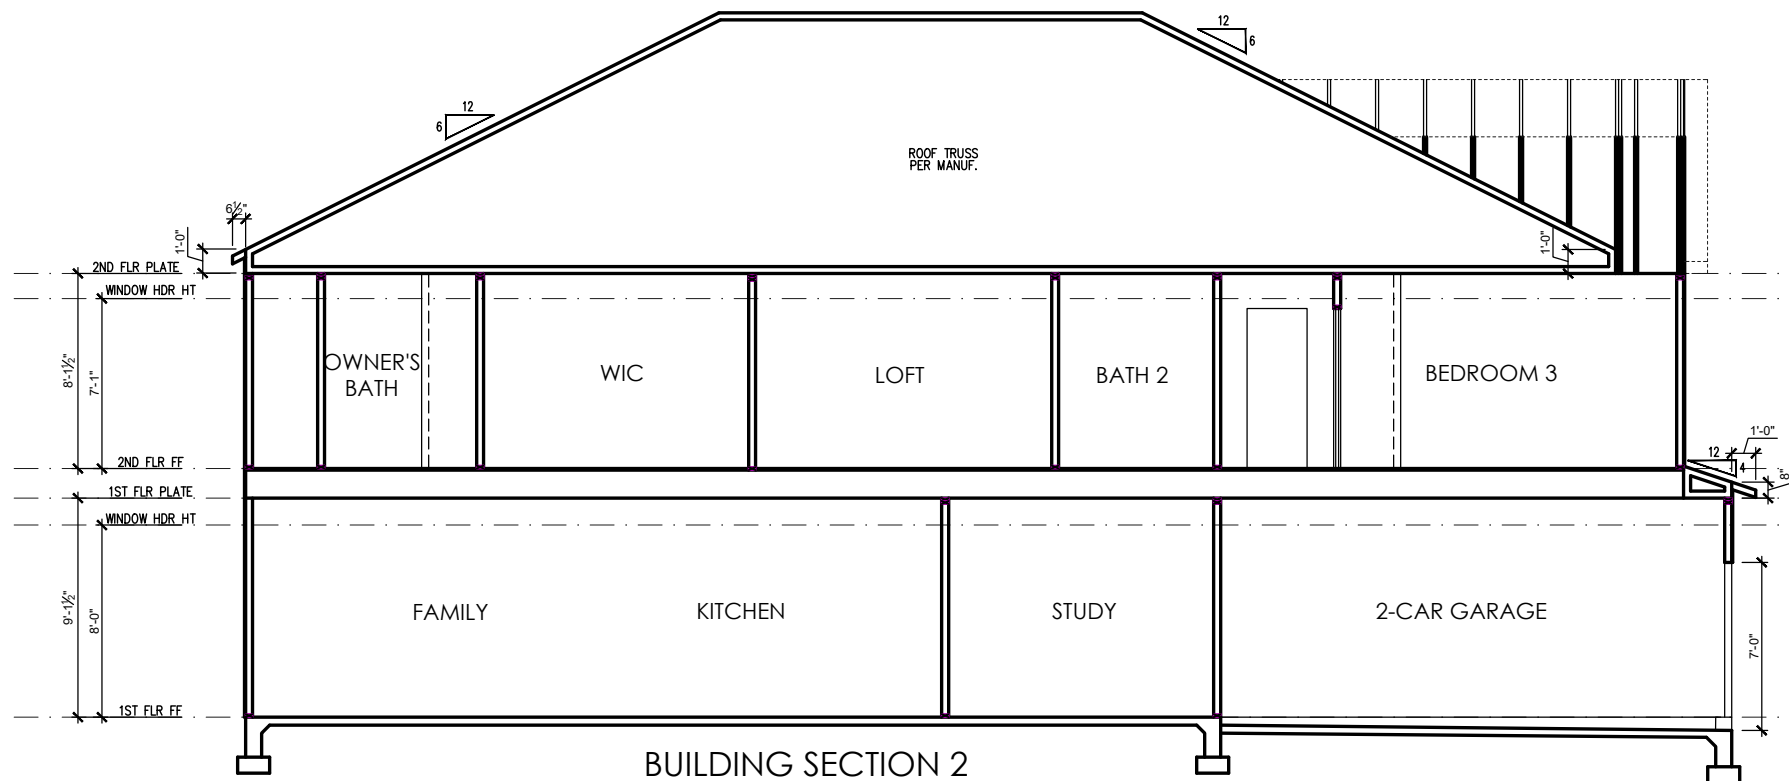 12
6
12
6
ROOF TRUSS
PER MANUF.
6½"
1'-0"
1'-0"
2ND FLR PLATE
WINDOW HDR HT
8'-1½"
7'-1"
OWNER'S
BATH
WIC
LOFT
BATH 2
BEDROOM 3
1'-0"
12
4
8"
2ND FLR FF
1ST FLR PLATE
WINDOW HDR HT
9'-1½"
8'-0"
FAMILY
KITCHEN
STUDY
2-CAR GARAGE
7'-0"
1ST FLR FF
BUILDING SECTION 2